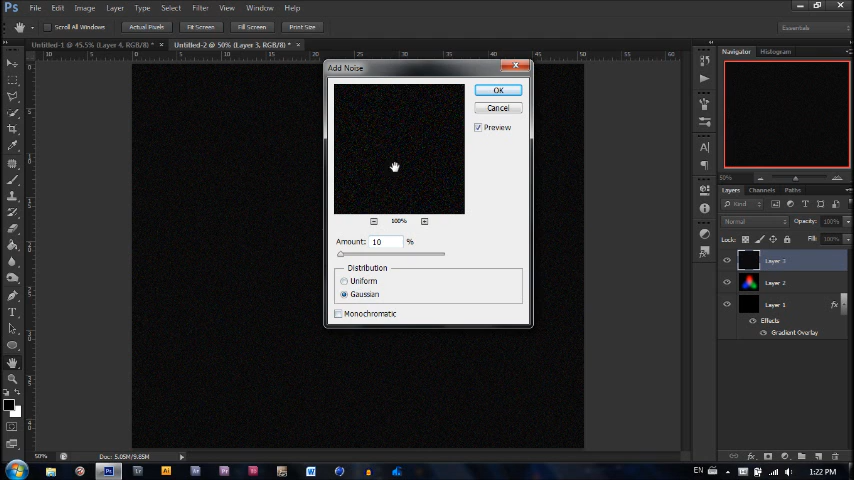 Ps File Edit Image Layer Type Select Filter View Window Help
Scroll All Windows Actual Pixels Fit Screen Fill Screen Print Size Essentials
Untitled-1 @ 45.5% (Layer 4, RGB/8) * × Untitled-2 @ 50% (Layer 3, RGB/8) * ×
Add Noise
OK
Cancel
Preview
100%
Amount: 10 %
Distribution
Uniform
Gaussian
Monochromatic
Navigator Histogram
50%
Layers Channels Paths
Kind
Normal Opacity: 100%
Lock: Fill: 100%
Layer 3
Layer 2
Layer 1 fx
Effects
Gradient Overlay
50% Doc: 5.05M/9.85M
EN 1:22 PM